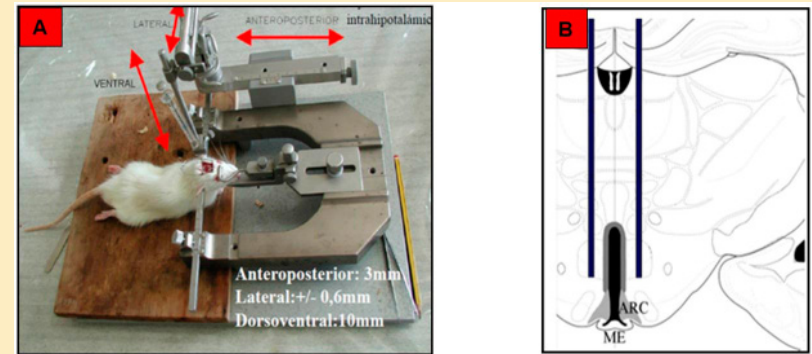 A
LATERAL
ANTEROPOSTERIOR
intrahipotalámic
VENTRAL
Anteroposterior: 3mm
Lateral:+/- 0,6mm
Dorsoventral:10mm
B
ARC
ME